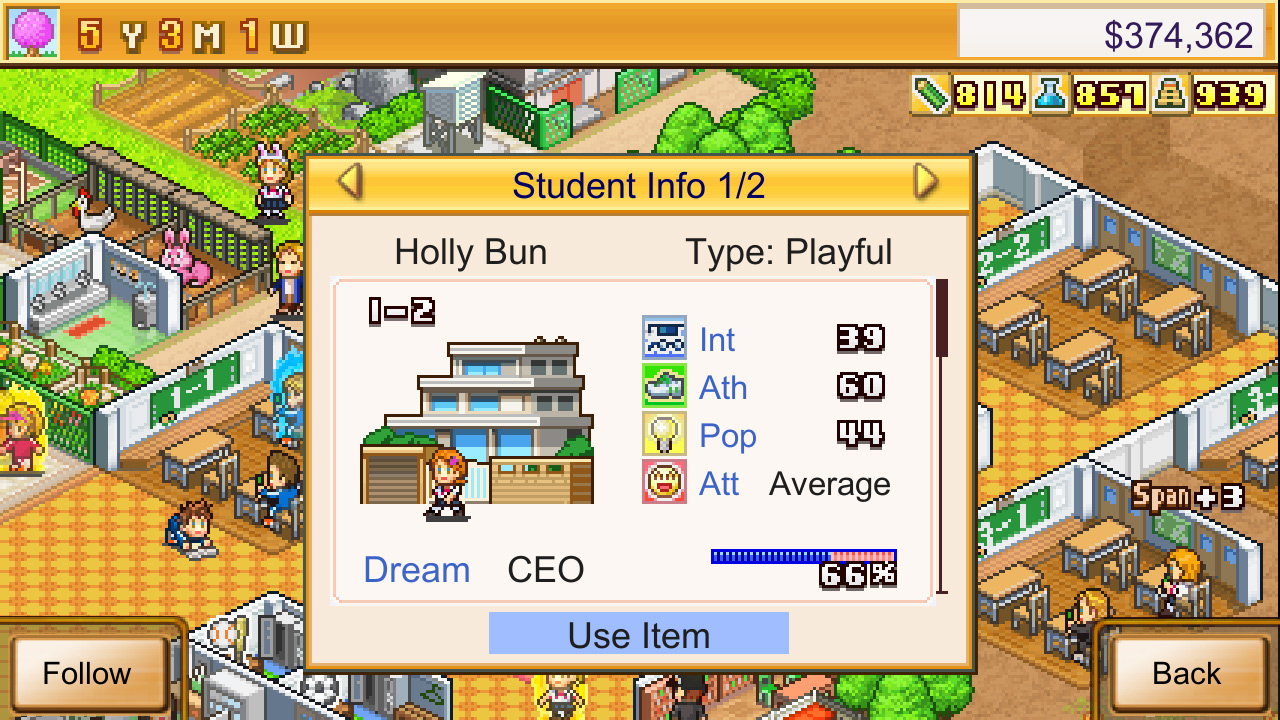 5 Y 3 M 1 W
$374,362
814 857 939
Student Info 1/2
Holly Bun Type: Playful
1-2
Int 39
Ath 60
Pop 44
Att Average
Dream CEO 66%
Use Item
Follow
Back
2-2
1-1
3-1
Span+3